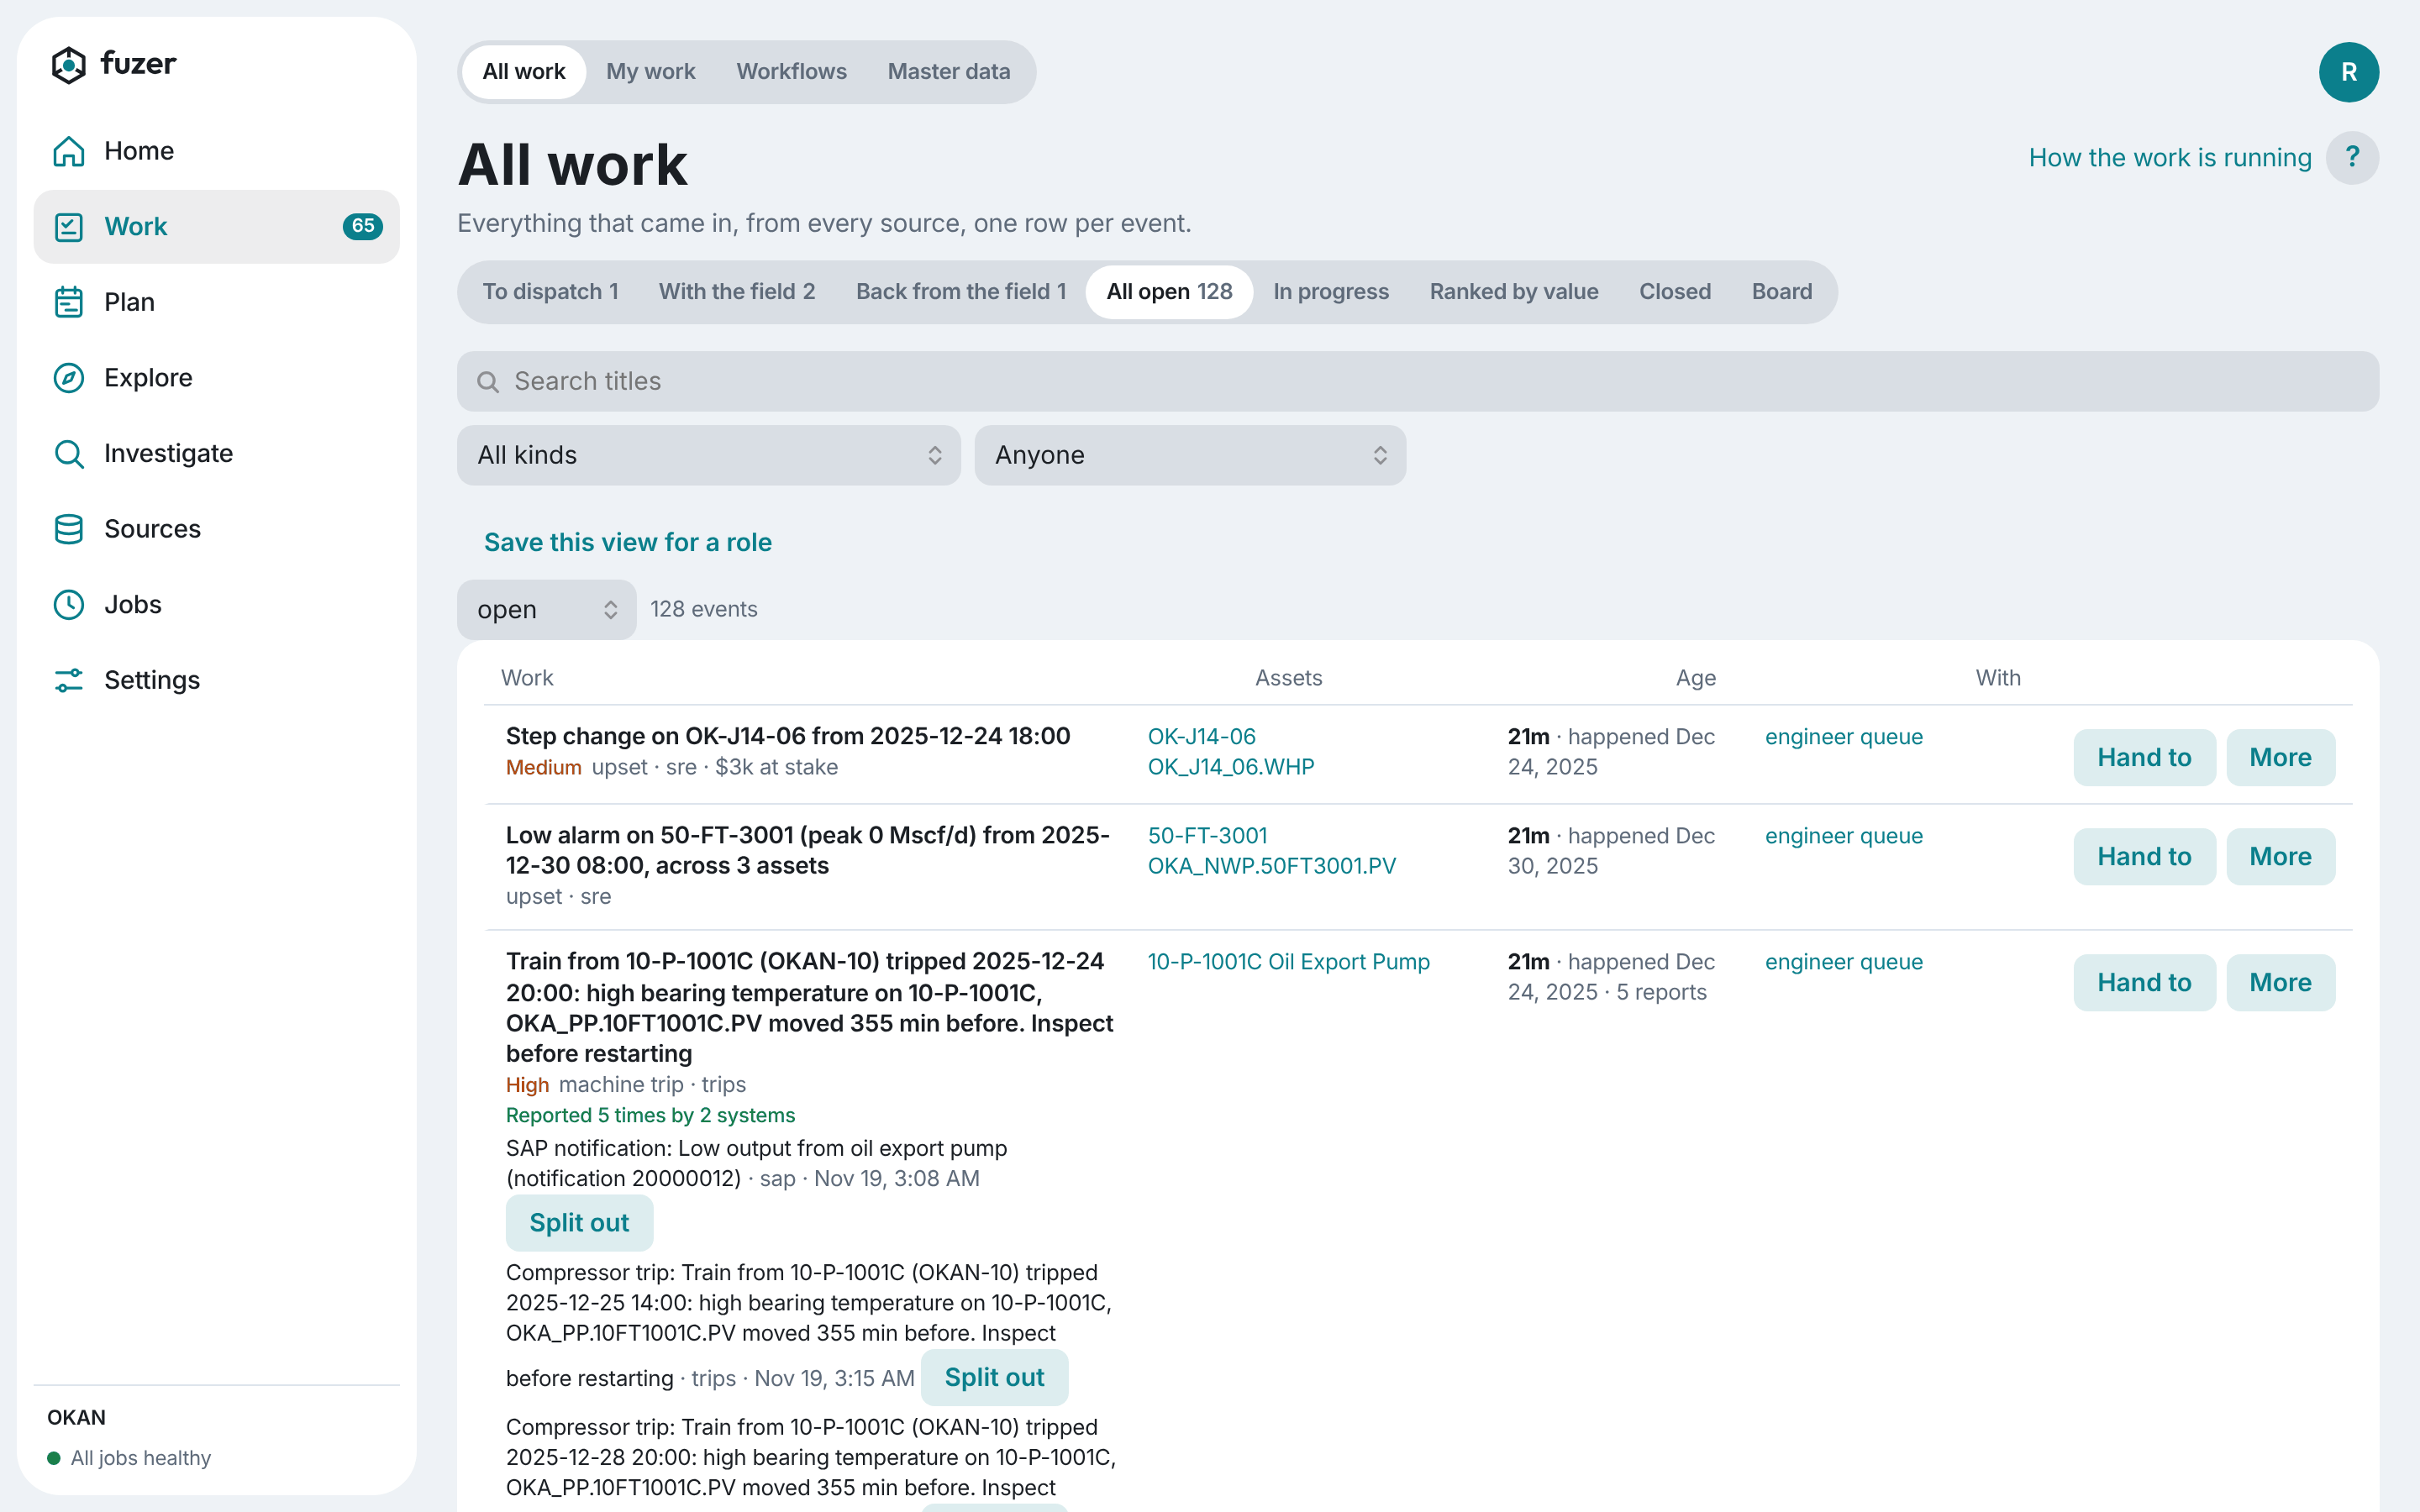 fuzer
Home
Work 65
Plan
Explore
Investigate
Sources
Jobs
Settings
OKAN
All jobs healthy
All work My work Workflows Master data
R
All work
How the work is running ?
Everything that came in, from every source, one row per event.
To dispatch 1 With the field 2 Back from the field 1 All open 128 In progress Ranked by value Closed Board
Search titles
All kinds Anyone
Save this view for a role
open 128 events
Work Assets Age With
Step change on OK-J14-06 from 2025-12-24 18:00
Medium upset · sre · $3k at stake
OK-J14-06
OK_J14_06.WHP
21m · happened Dec
24, 2025
engineer queue
Hand to More
Low alarm on 50-FT-3001 (peak 0 Mscf/d) from 2025-
12-30 08:00, across 3 assets
upset · sre
50-FT-3001
OKA_NWP.50FT3001.PV
21m · happened Dec
30, 2025
engineer queue
Hand to More
Train from 10-P-1001C (OKAN-10) tripped 2025-12-24
20:00: high bearing temperature on 10-P-1001C,
OKA_PP.10FT1001C.PV moved 355 min before. Inspect
before restarting
High machine trip · trips
Reported 5 times by 2 systems
10-P-1001C Oil Export Pump
21m · happened Dec
24, 2025 · 5 reports
engineer queue
Hand to More
SAP notification: Low output from oil export pump
(notification 20000012) · sap · Nov 19, 3:08 AM
Split out
Compressor trip: Train from 10-P-1001C (OKAN-10) tripped
2025-12-25 14:00: high bearing temperature on 10-P-1001C,
OKA_PP.10FT1001C.PV moved 355 min before. Inspect
before restarting · trips · Nov 19, 3:15 AM Split out
Compressor trip: Train from 10-P-1001C (OKAN-10) tripped
2025-12-28 20:00: high bearing temperature on 10-P-1001C,
OKA_PP.10FT1001C.PV moved 355 min before. Inspect